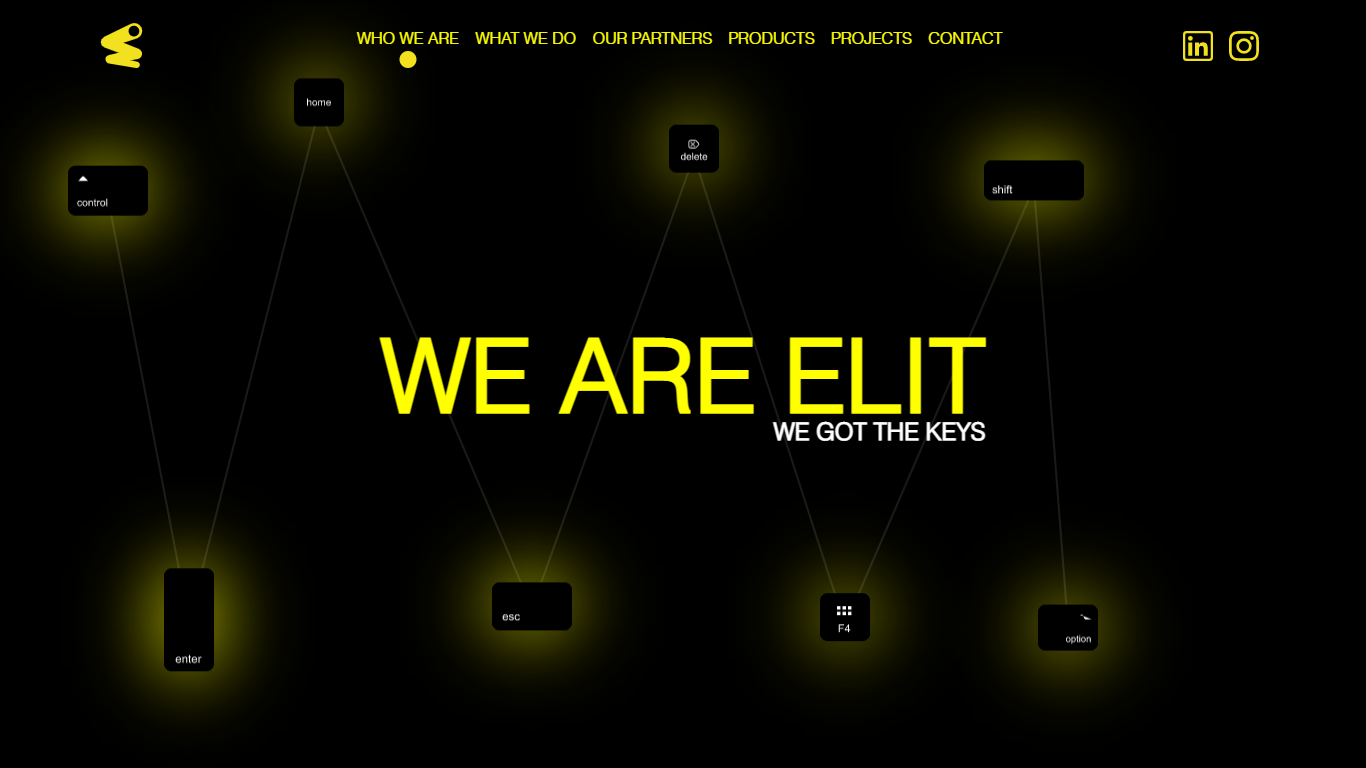 WHO WE ARE WHAT WE DO OUR PARTNERS PRODUCTS PROJECTS CONTACT
home
delete
control
shift
WE ARE ELIT
WE GOT THE KEYS
esc
F4
option
enter